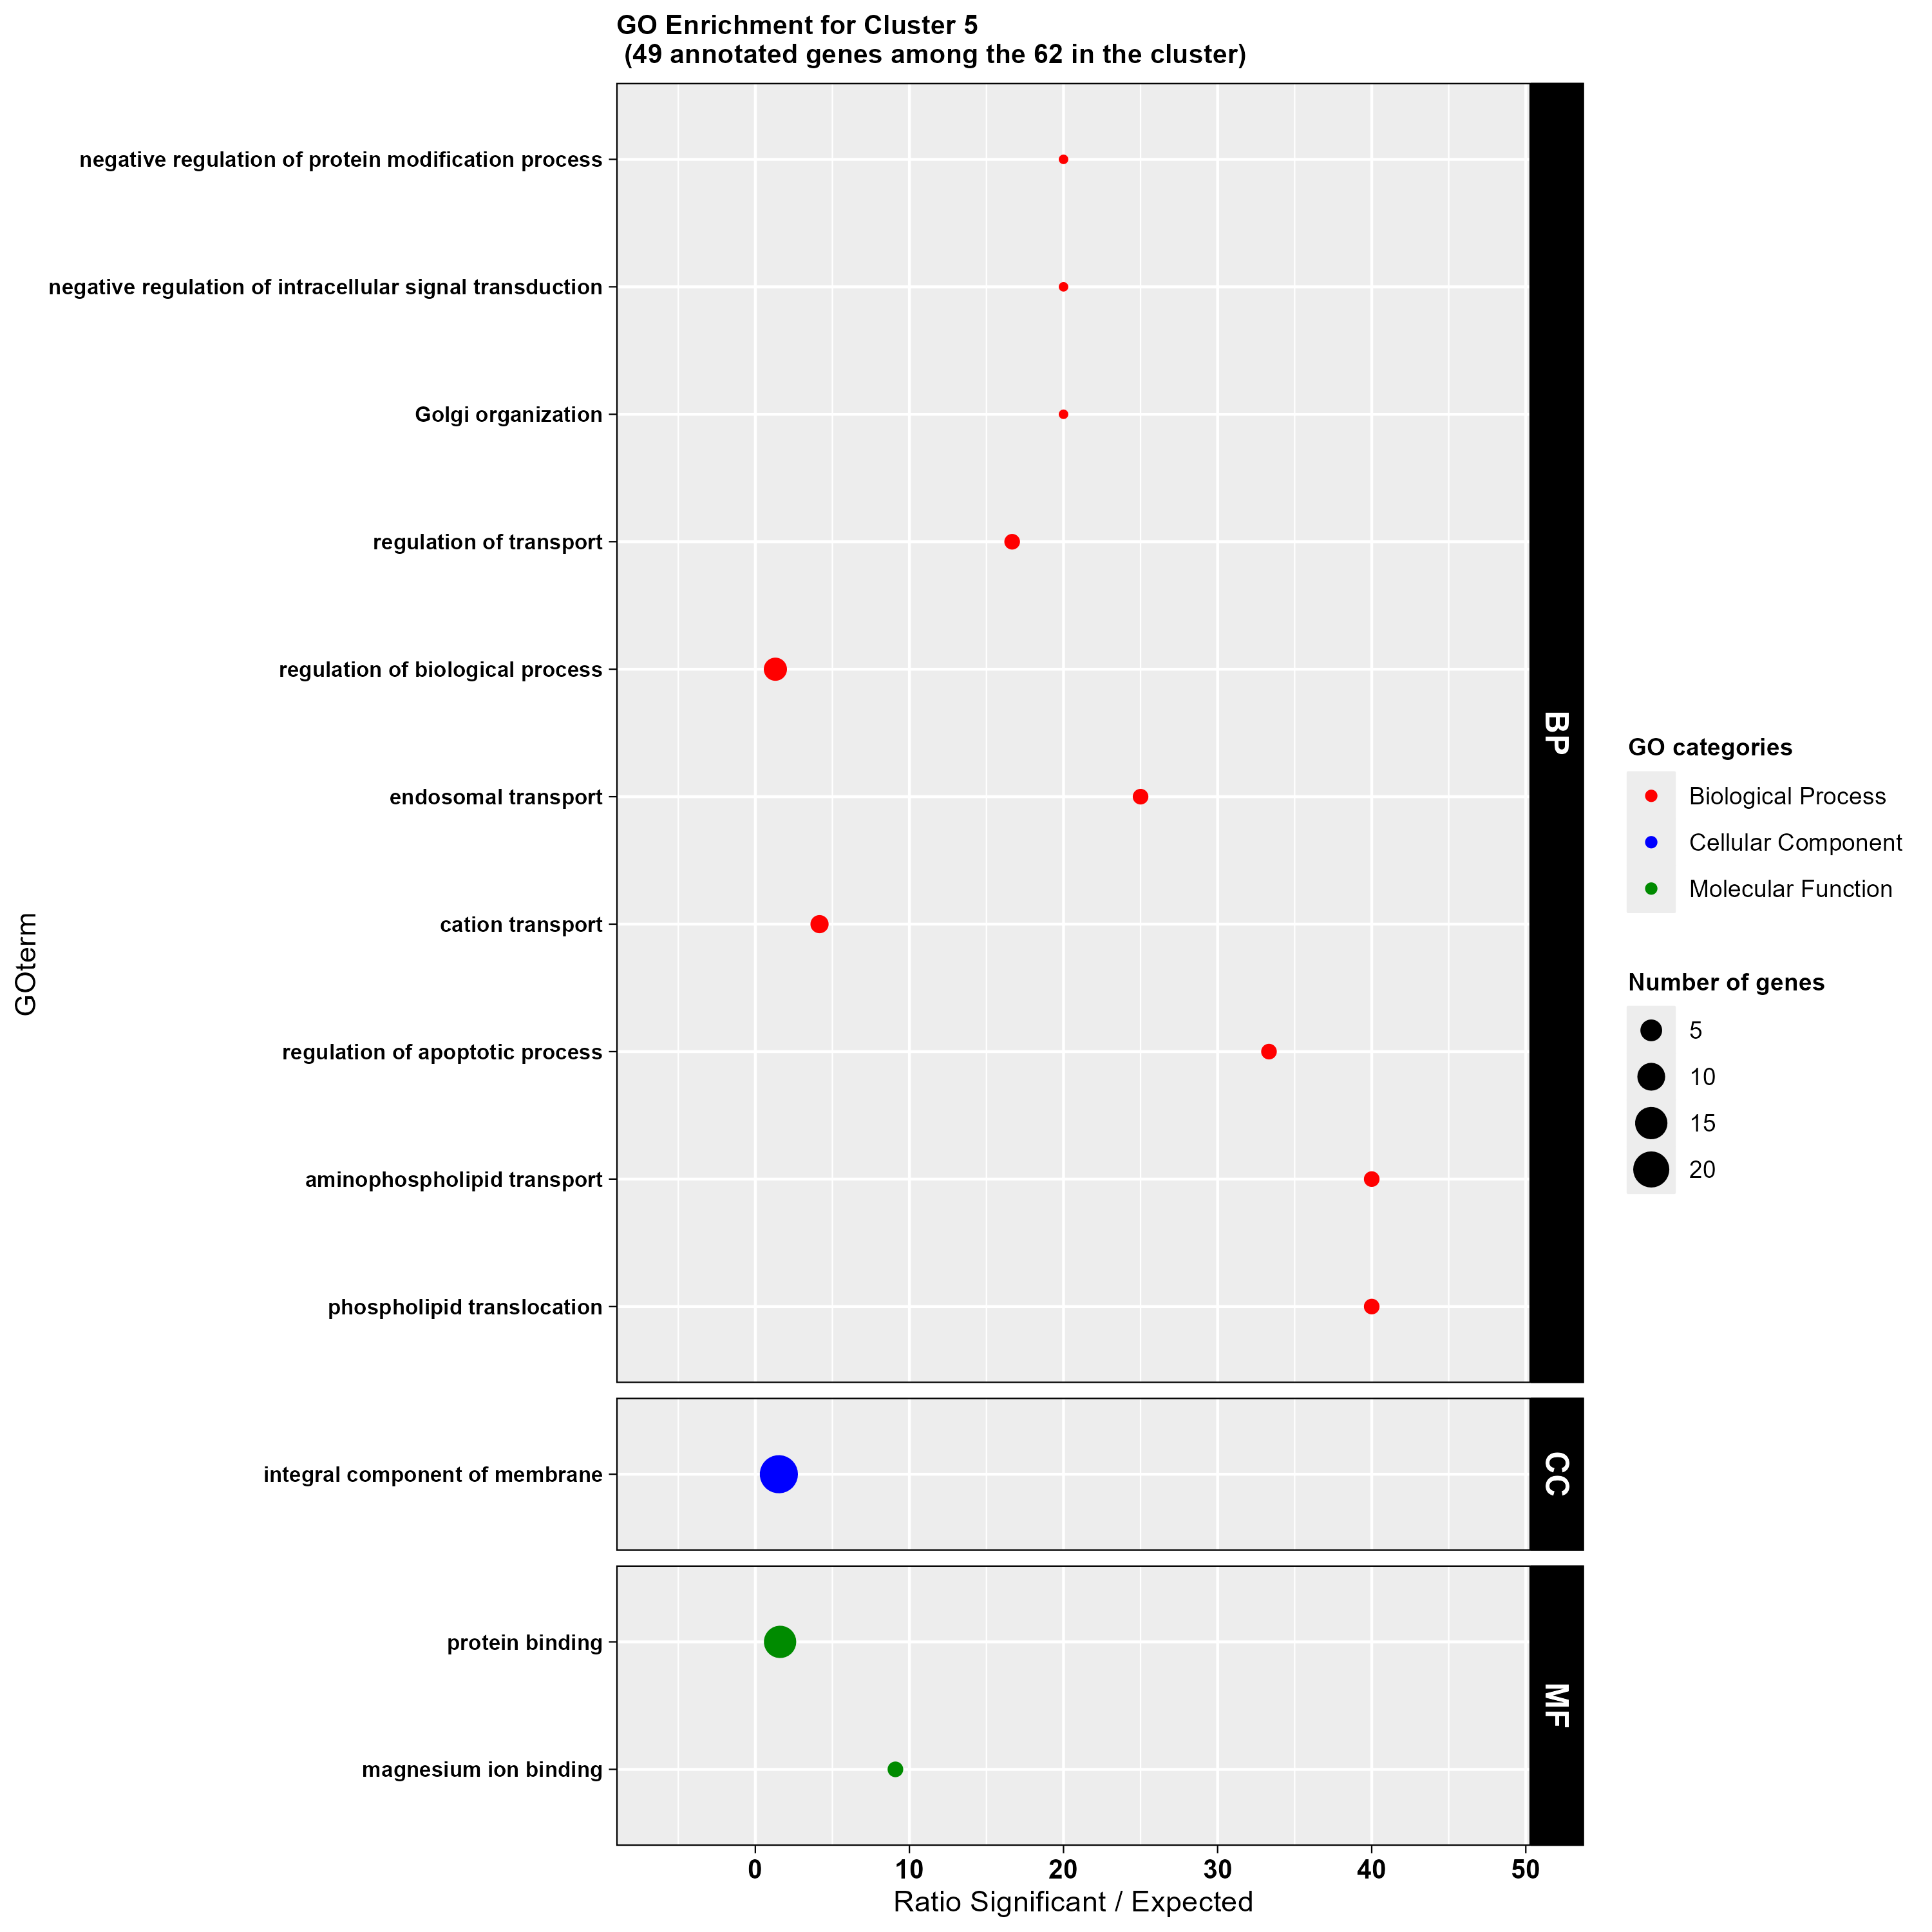 GO Enrichment for Cluster 5
(49 annotated genes among the 62 in the cluster)
GOterm
negative regulation of protein modification process
negative regulation of intracellular signal transduction
Golgi organization
regulation of transport
regulation of biological process
endosomal transport
cation transport
regulation of apoptotic process
aminophospholipid transport
phospholipid translocation
BP
integral component of membrane
CC
protein binding
magnesium ion binding
MF
0 10 20 30 40 50
Ratio Significant / Expected
GO categories
Biological Process
Cellular Component
Molecular Function
Number of genes
5
10
15
20